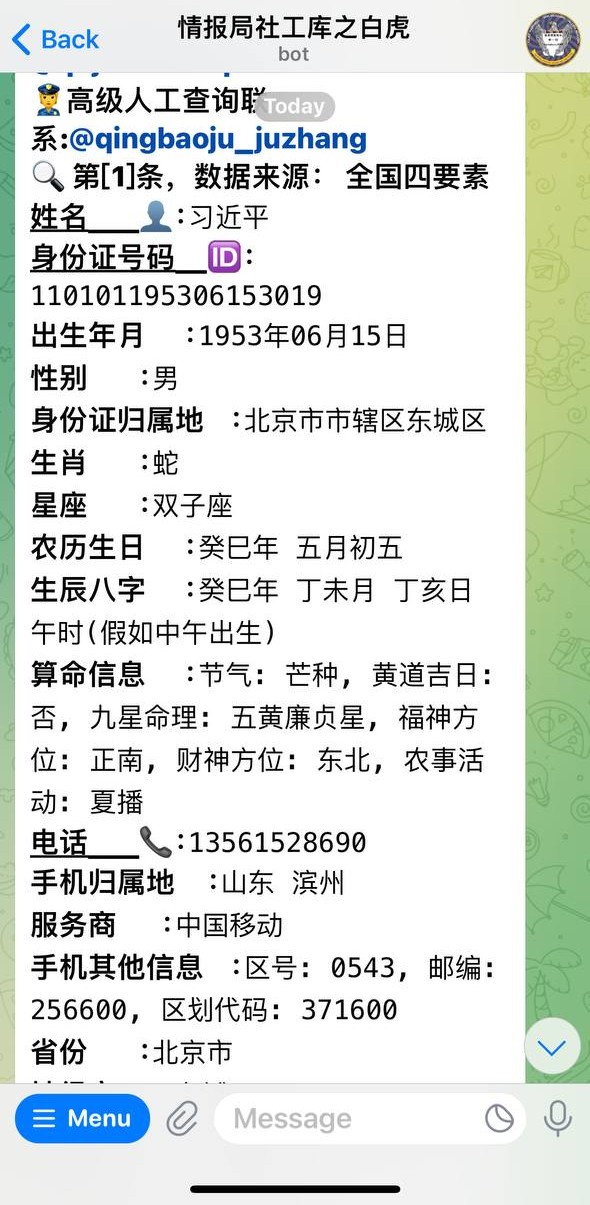 Back
情报局社工库之白虎
bot
Today
👮高级人工查询联
系:@qingbaoju_juzhang
🔍 第[1]条，数据来源： 全国四要素
姓名___👤:习近平
身份证号码__🆔:
110101195306153019
出生年月 :1953年06月15日
性别 :男
身份证归属地 :北京市市辖区东城区
生肖 :蛇
星座 :双子座
农历生日 :癸巳年 五月初五
生辰八字 :癸巳年 丁未月 丁亥日
午时(假如中午出生)
算命信息 :节气: 芒种, 黄道吉日:
否, 九星命理: 五黄廉贞星, 福神方
位: 正南, 财神方位: 东北, 农事活
动: 夏播
电话___📞:13561528690
手机归属地 :山东 滨州
服务商 :中国移动
手机其他信息 :区号: 0543, 邮编:
256600, 区划代码: 371600
省份 :北京市
Menu
Message